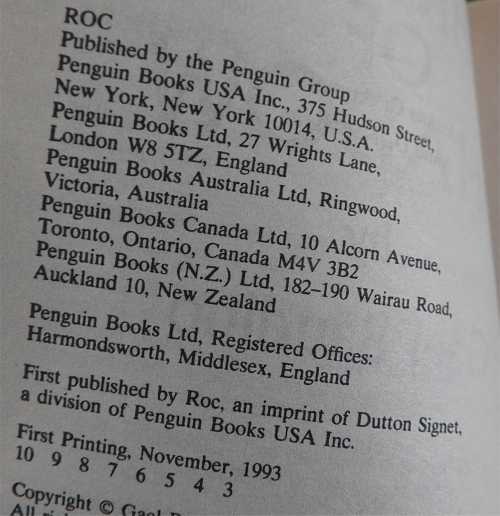 ROC
Published by the Penguin Group
Penguin Books USA Inc., 375 Hudson Street,
New York, New York 10014, U.S.A.
Penguin Books Ltd, 27 Wrights Lane,
London W8 5TZ, England
Penguin Books Australia Ltd, Ringwood,
Victoria, Australia
Penguin Books Canada Ltd, 10 Alcorn Avenue,
Toronto, Ontario, Canada M4V 3B2
Penguin Books (N.Z.) Ltd, 182–190 Wairau Road,
Auckland 10, New Zealand
Penguin Books Ltd, Registered Offices:
Harmondsworth, Middlesex, England
First published by Roc, an imprint of Dutton Signet,
a division of Penguin Books USA Inc.
First Printing, November, 1993
10 9 8 7 6 5 4 3
Copyright ©
All